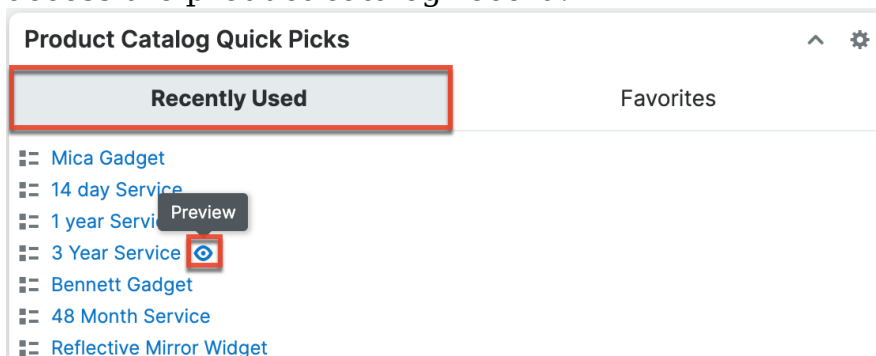 Product Catalog Quick Picks
Recently Used
Favorites
Mica Gadget
14 day Service
Preview
1 year
3 Year Service
Bennett Gadget
48 Month Service
Reflective Mirror Widget